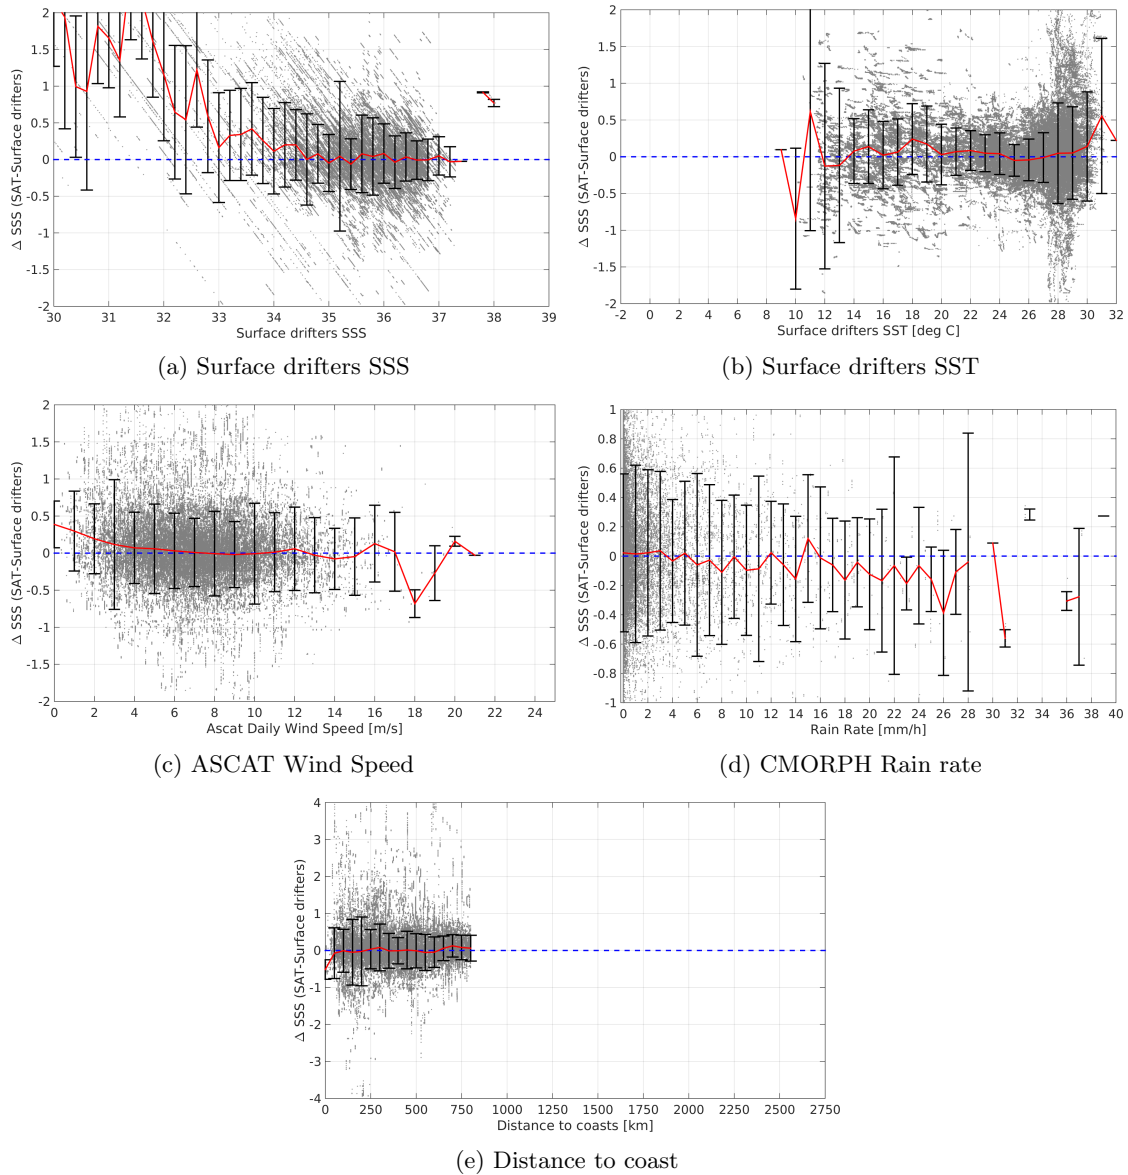 2
1.5
1
0.5
0
-0.5
-1
-1.5
-2
Δ SSS (SAT-Surface drifters)
30 31 32 33 34 35 36 37 38 39
Surface drifters SSS
(a) Surface drifters SSS
2
1.5
1
0.5
0
-0.5
-1
-1.5
-2
Δ SSS (SAT-Surface drifters)
-2 0 2 4 6 8 10 12 14 16 18 20 22 24 26 28 30 32
Surface drifters SST [deg C]
(b) Surface drifters SST
2
1.5
1
0.5
0
-0.5
-1
-1.5
-2
Δ SSS (SAT-Surface drifters)
0 2 4 6 8 10 12 14 16 18 20 22 24
Ascat Daily Wind Speed [m/s]
(c) ASCAT Wind Speed
1
0.8
0.6
0.4
0.2
0
-0.2
-0.4
-0.6
-0.8
-1
Δ SSS (SAT-Surface drifters)
0 2 4 6 8 10 12 14 16 18 20 22 24 26 28 30 32 34 36 38 40
Rain Rate [mm/h]
(d) CMORPH Rain rate
4
3
2
1
0
-1
-2
-3
-4
Δ SSS (SAT-Surface drifters)
0 250 500 750 1000 1250 1500 1750 2000 2250 2500 2750
Distance to coasts [km]
(e) Distance to coast